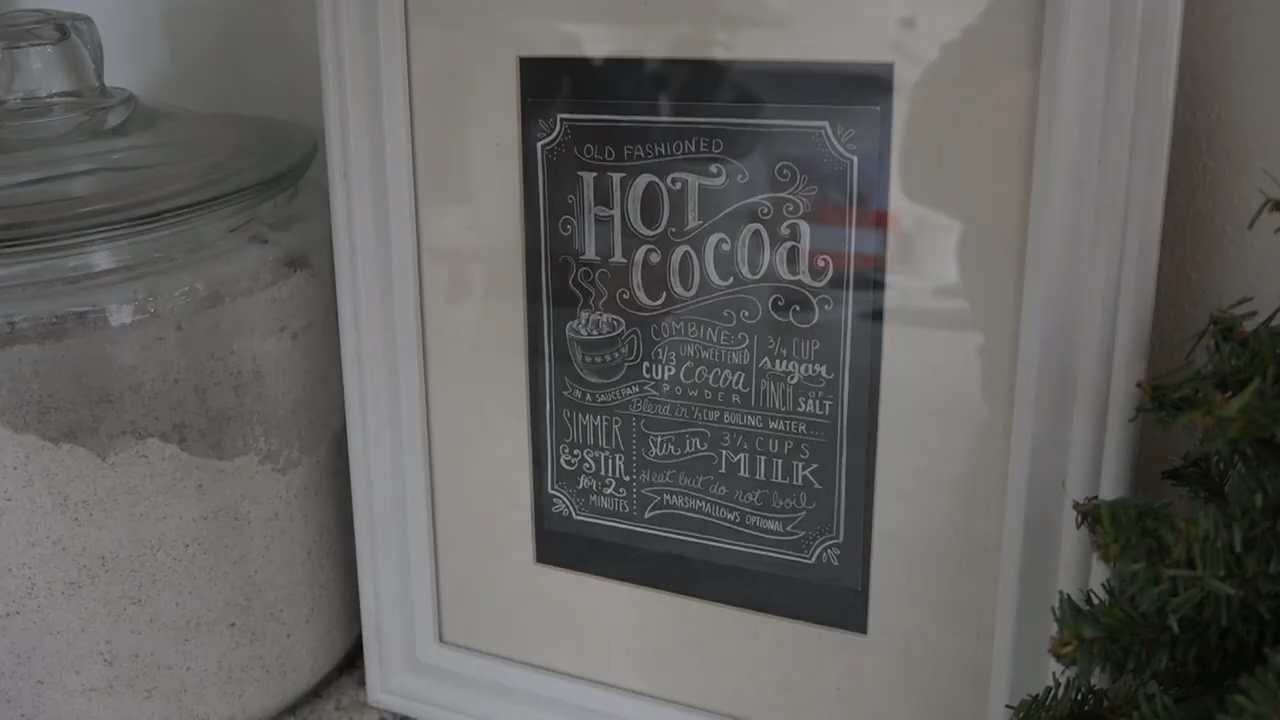 OLD FASHIONED
HOT
COCOA
COMBINE:
1/3 CUP UNSWEETENED
Cocoa
POWDER
3/4 CUP
sugar
PINCH OF
SALT
IN A SAUCEPAN
Blend in 1/2 CUP BOILING WATER...
SIMMER
& STIR
for 2
MINUTES
Stir in 3 1/2 CUPS
MILK
Heat but do not boil
MARSHMALLOWS OPTIONAL